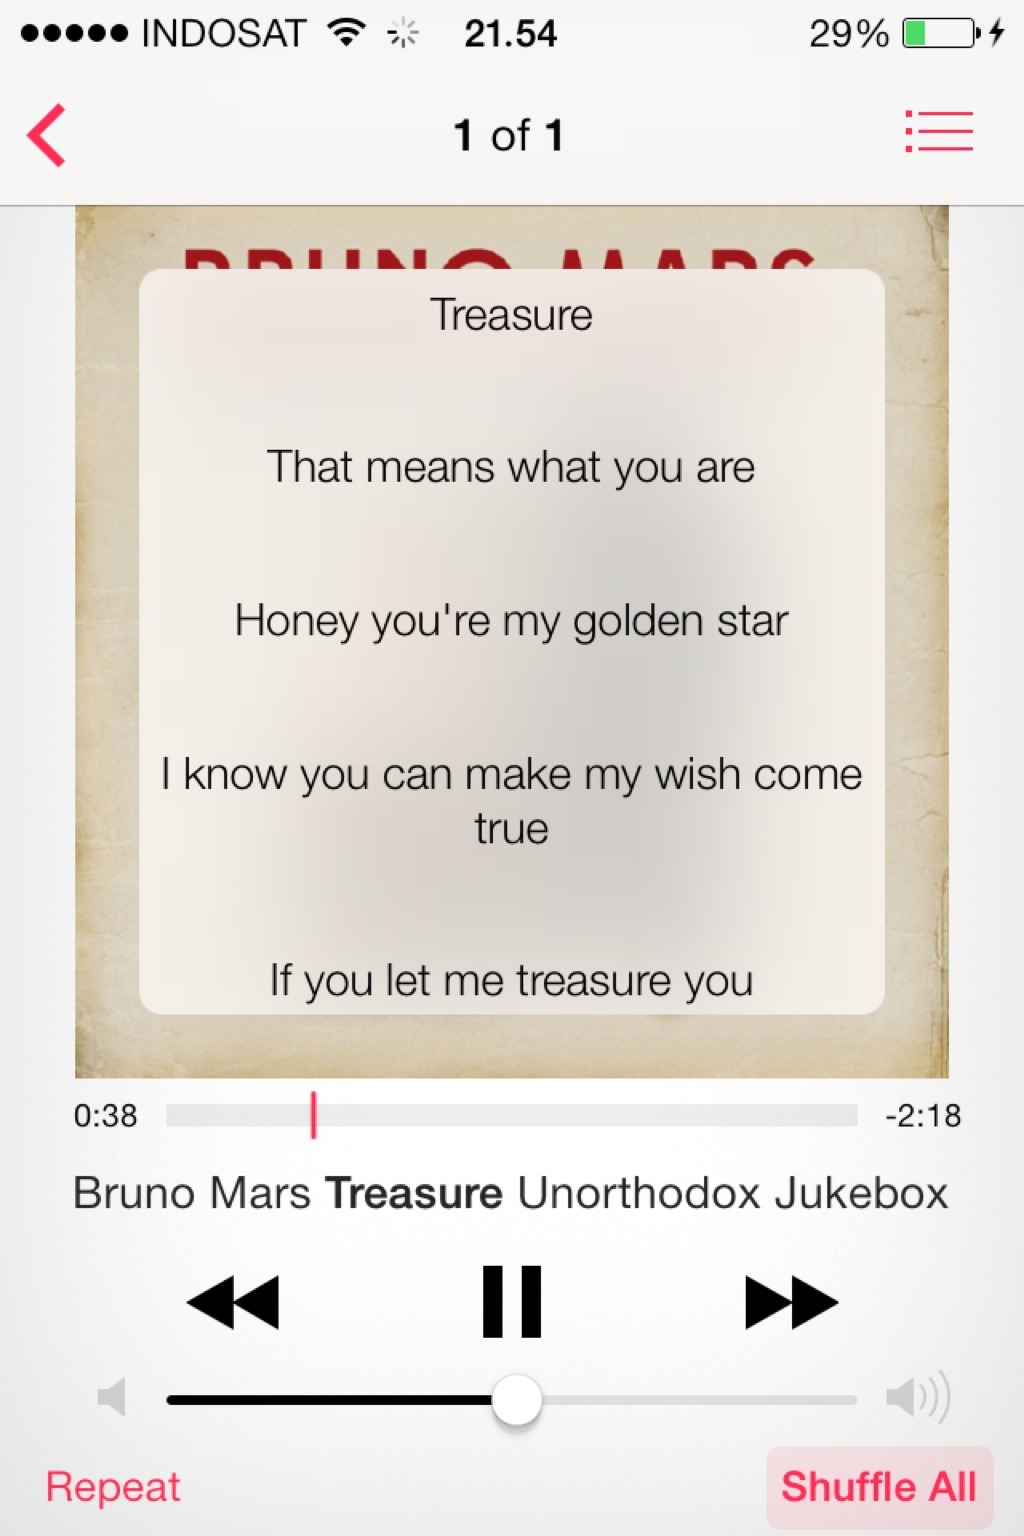 INDOSAT 21.54 29%
1 of 1
BRUNO MARS
Treasure
That means what you are
Honey you're my golden star
I know you can make my wish come
true
If you let me treasure you
0:38 -2:18
Bruno Mars Treasure Unorthodox Jukebox
Repeat Shuffle All